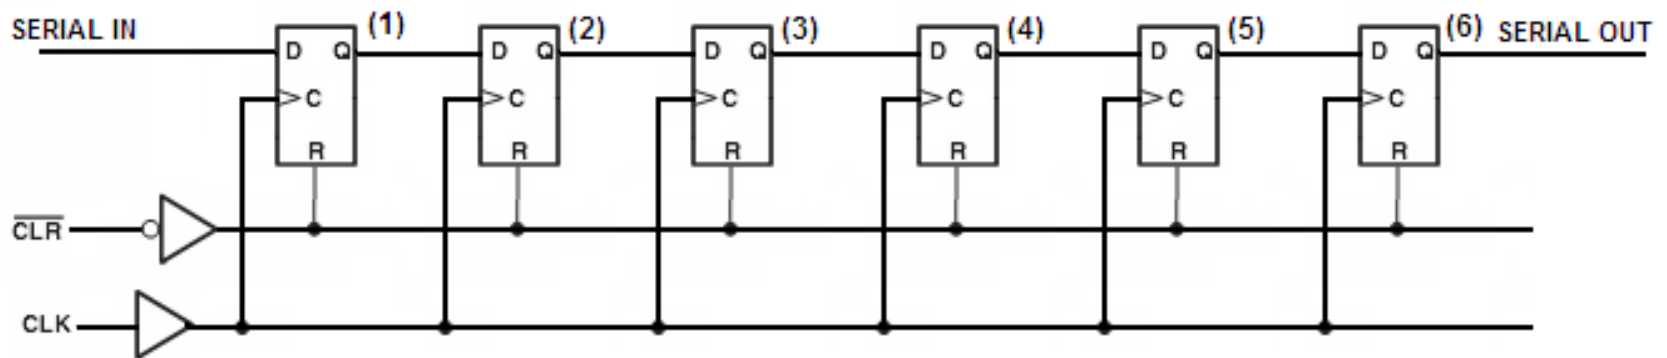 SERIAL IN (1) (2) (3) (4) (5) (6) SERIAL OUT
D Q D Q D Q D Q D Q D Q
C C C C C C
R R R R R R
CLR
CLK